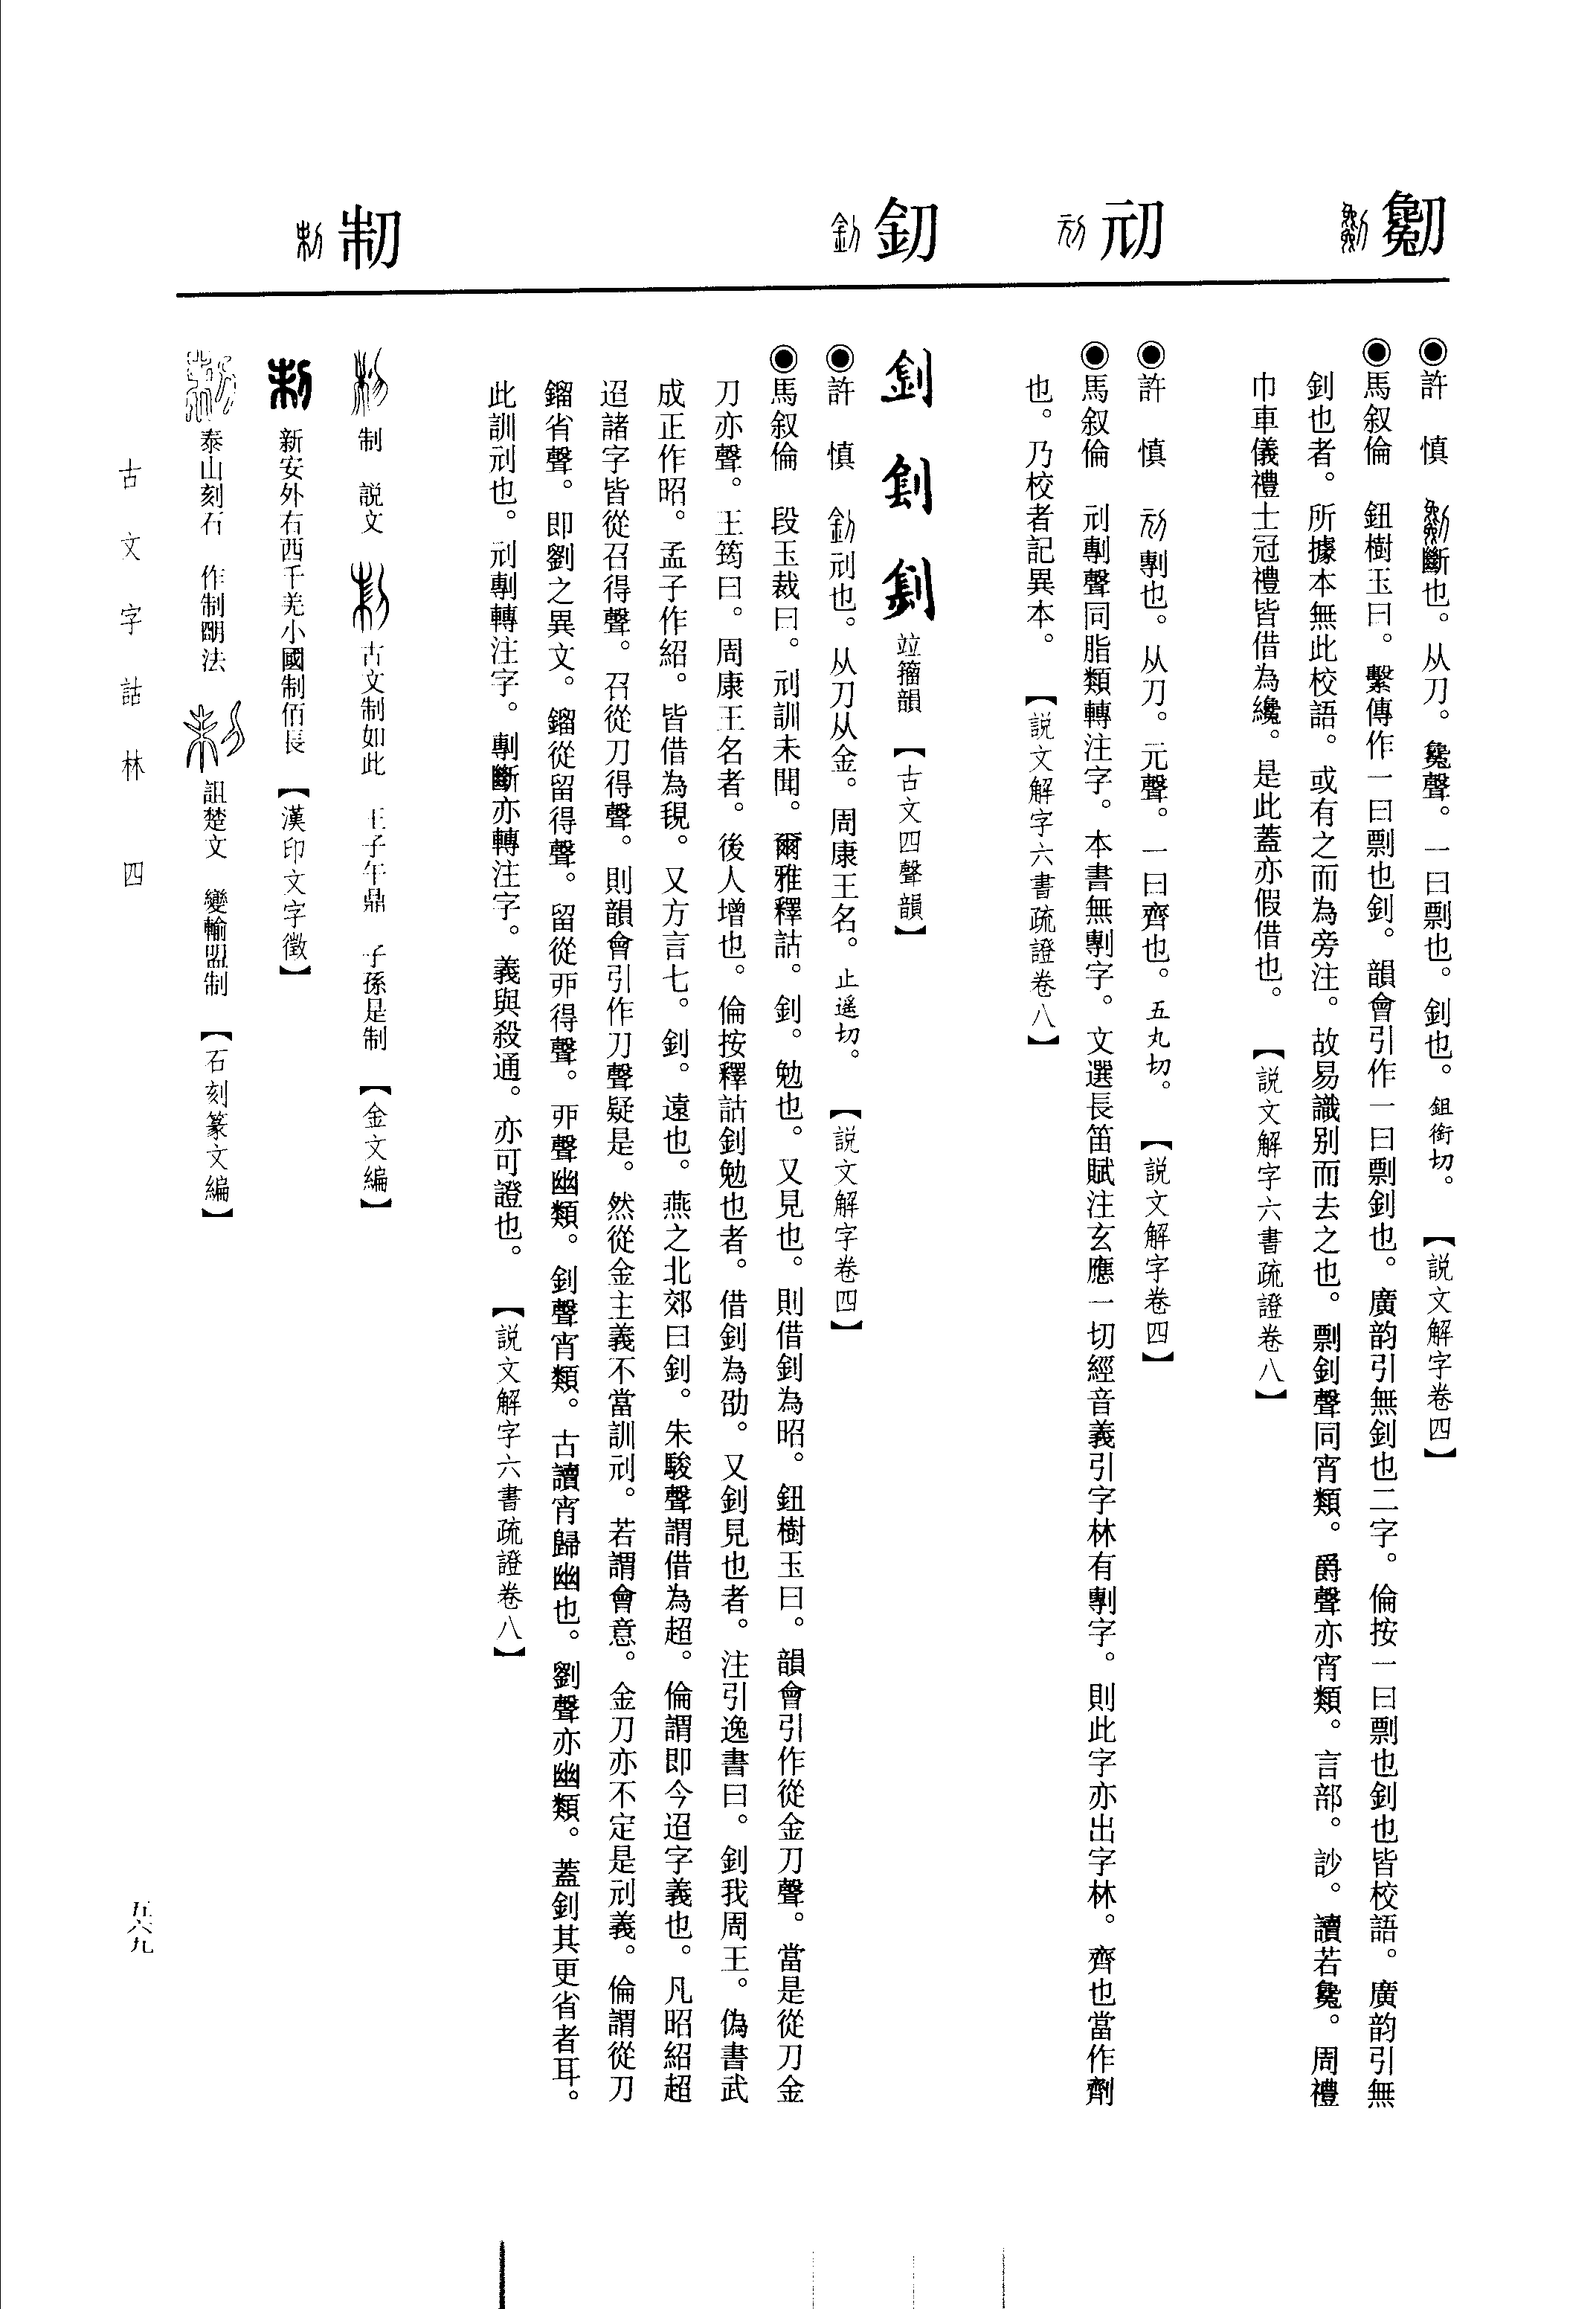 劖
◉許　慎　斷也。从刀。毚聲。一曰剽也。釗也。鉏銜切。【説文解字卷四】
◉馬叙倫　鈕樹玉曰。繫傳作一曰剽也釗。韻會引作一曰剽釗也。廣韵引無釗也二字。倫按一曰剽也釗也皆校語。廣韵引無
釗也者。所據本無此校語。或有之而為旁注。故易識别而去之也。剽釗聲同宵類。爵聲亦宵類。言部。訬。讀若毚。周禮
巾車儀禮士冠禮皆借為纔。是此蓋亦假借也。【説文解字六書疏證卷八】
刓
◉許　慎　剸也。从刀。元聲。一曰齊也。五丸切。【説文解字卷四】
◉馬叙倫　刓剸聲同脂類轉注字。本書無剸字。文選長笛賦注玄應一切經音義引字林有剸字。則此字亦出字林。齊也當作劑
也。乃校者記異本。【説文解字六書疏證卷八】
釗
竝籀韻【古文四聲韻】
◉許　慎　刓也。从刀从金。周康王名。止遥切。【説文解字卷四】
◉馬叙倫　段玉裁曰。刓訓未聞。爾雅釋詁。釗。勉也。又見也。則借釗為昭。鈕樹玉曰。韻會引作從金刀聲。當是從刀金
刀亦聲。王筠曰。周康王名者。後人增也。倫按釋詁釗勉也者。借釗為劭。又釗見也者。注引逸書曰。釗我周王。偽書武
成正作昭。孟子作紹。皆借為覞。又方言七。釗。遠也。燕之北郊曰釗。朱駿聲謂借為超。倫謂即今迢字義也。凡昭紹超
迢諸字皆從召得聲。召從刀得聲。則韻會引作刀聲疑是。然從金主義不當訓刓。若謂會意。金刀亦不定是刓義。倫謂從刀
鎦省聲。即劉之異文。鎦從留得聲。留從丣得聲。丣聲幽類。釗聲宵類。古讀宵歸幽也。劉聲亦幽類。蓋釗其更省者耳。
此訓刓也。刓剸轉注字。剸斷亦轉注字。義與殺通。亦可證也。【説文解字六書疏證卷八】
制
制　説文　古文制如此　王子午鼎　子孫是制【金文編】
新安外右西千羌小國制佰長【漢印文字徵】
泰山刻石　作制明法　詛楚文　變輸盟制【石刻篆文編】
古文字詁林　四
五六九